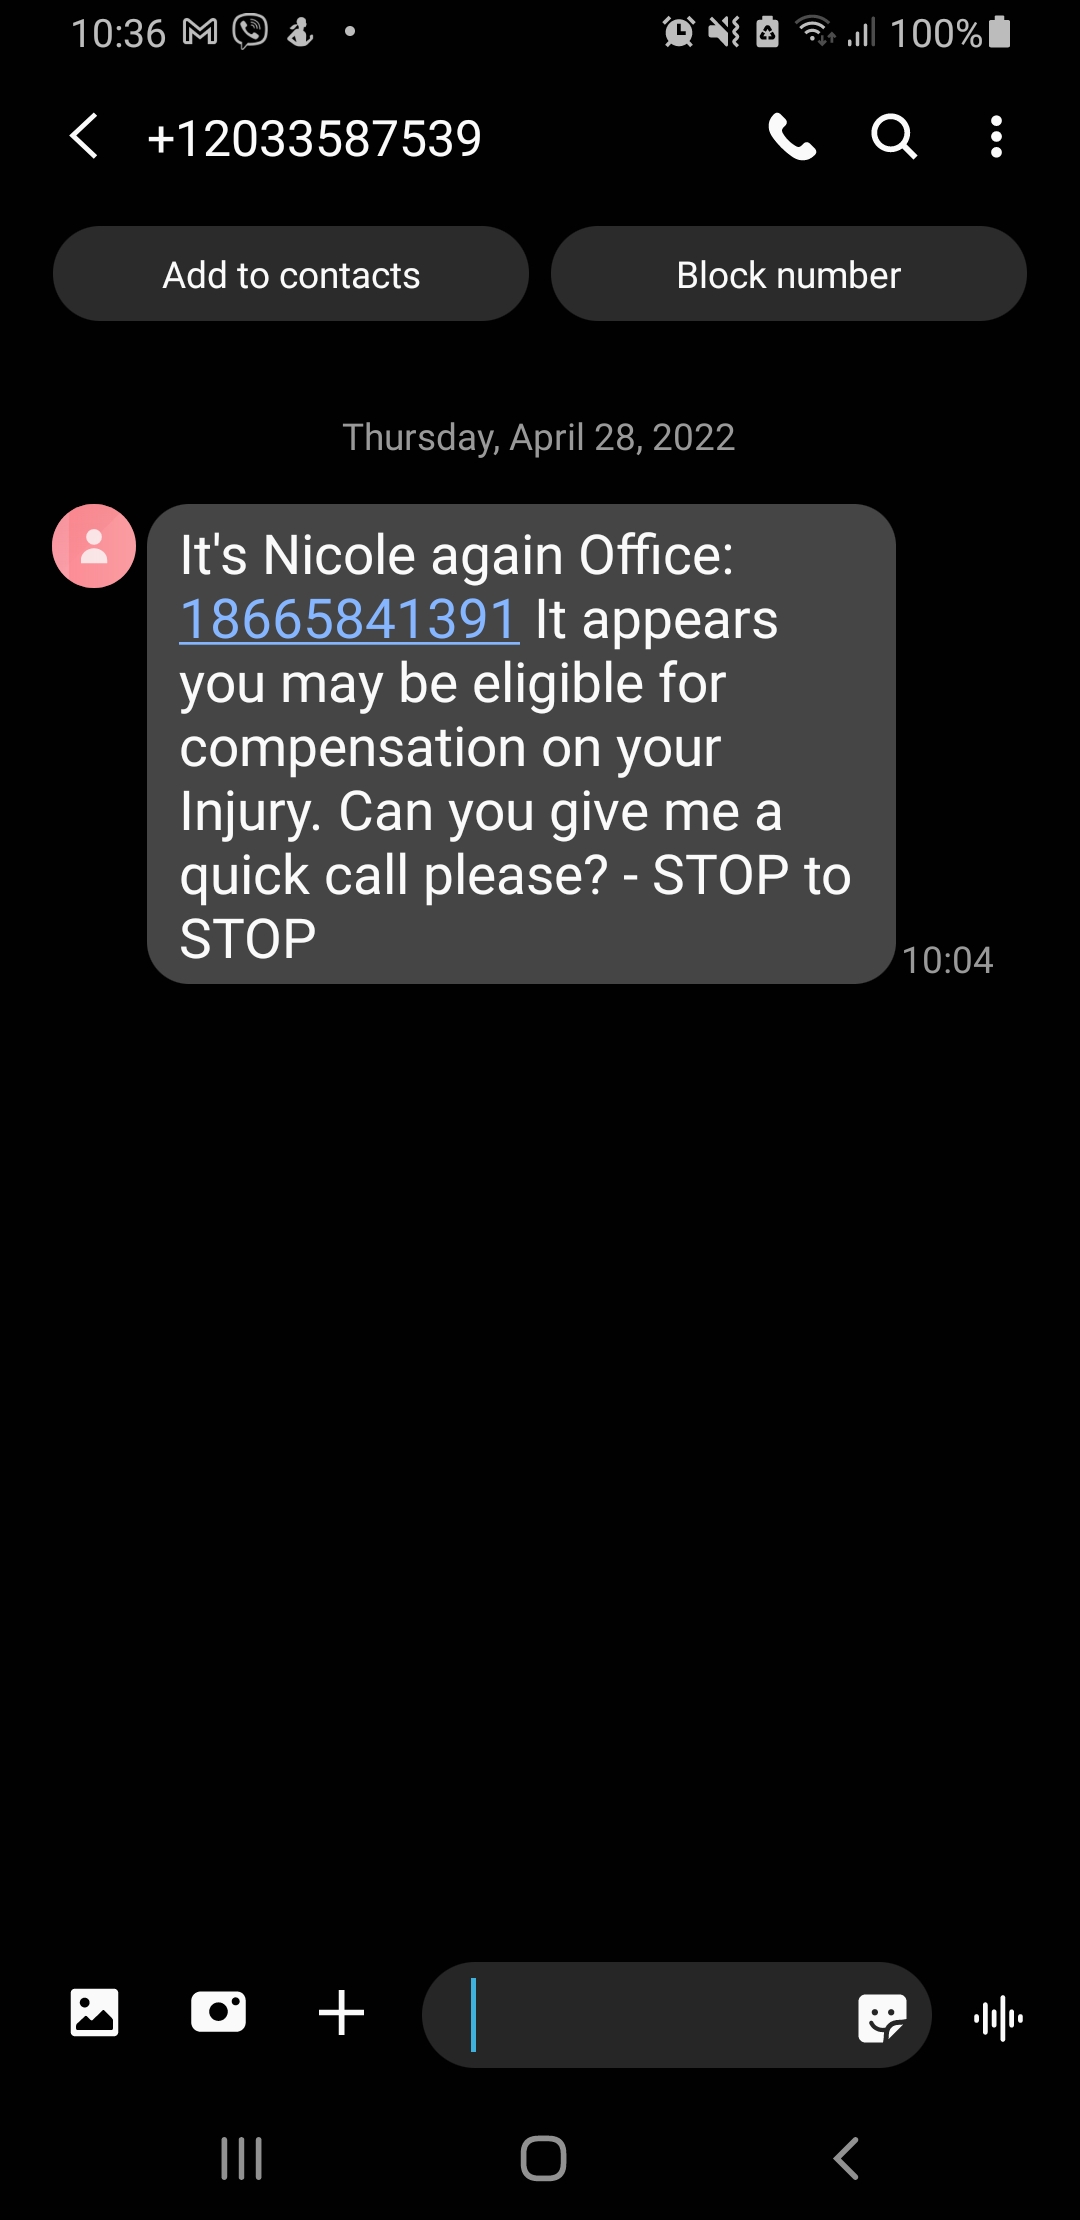 10:36 100%
+12033587539
Add to contacts Block number
Thursday, April 28, 2022
It's Nicole again Office:
18665841391 It appears
you may be eligible for
compensation on your
Injury. Can you give me a
quick call please? - STOP to
STOP
10:04